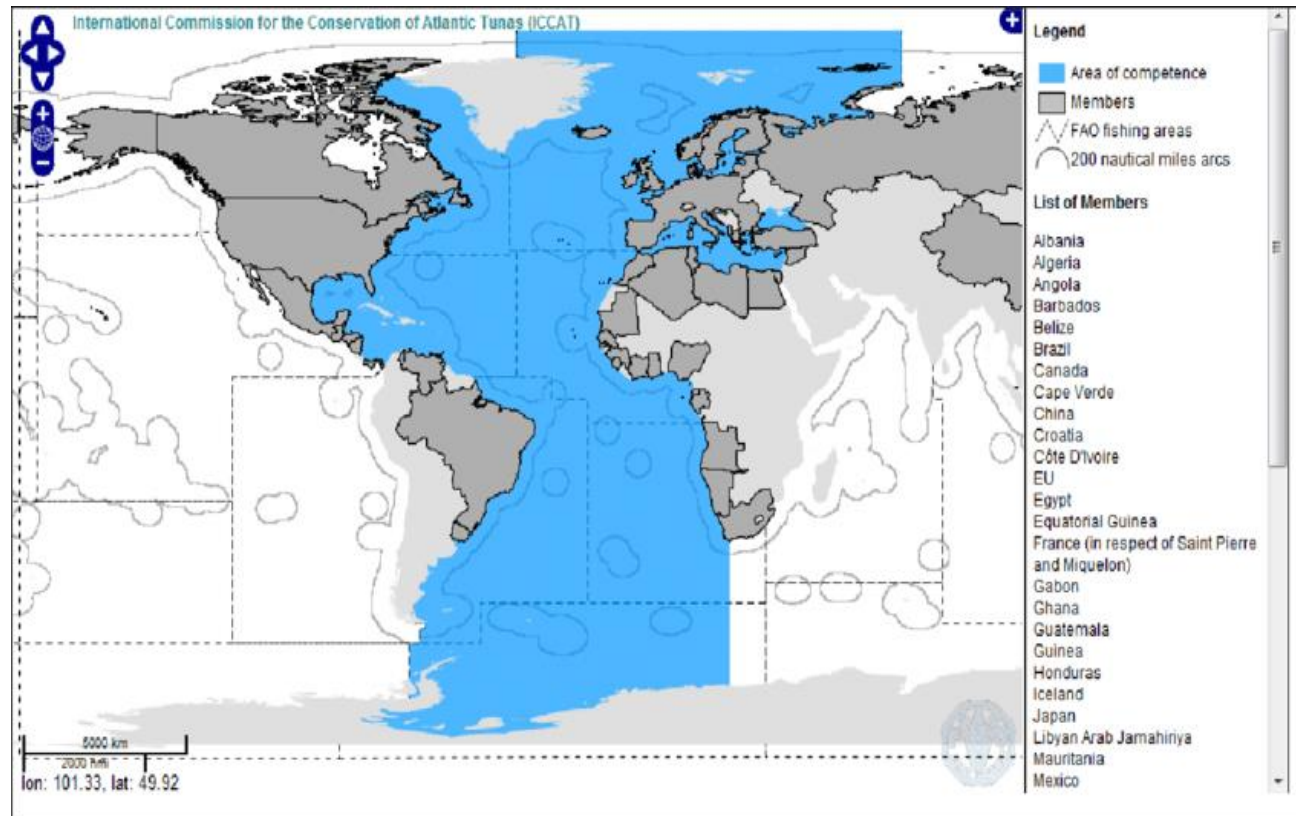 International Commission for the Conservation of Atlantic Tunas (ICCAT)
5000 km
2000 nmi
lon: 101.33, lat: 49.92
Legend
Area of competence
Members
FAO fishing areas
200 nautical miles arcs
List of Members
Albania
Algeria
Angola
Barbados
Belize
Brazil
Canada
Cape Verde
China
Croatia
Côte D'Ivoire
EU
Egypt
Equatorial Guinea
France (in respect of Saint Pierre
and Miquelon)
Gabon
Ghana
Guatemala
Guinea
Honduras
Iceland
Japan
Libyan Arab Jamahiriya
Mauritania
Mexico